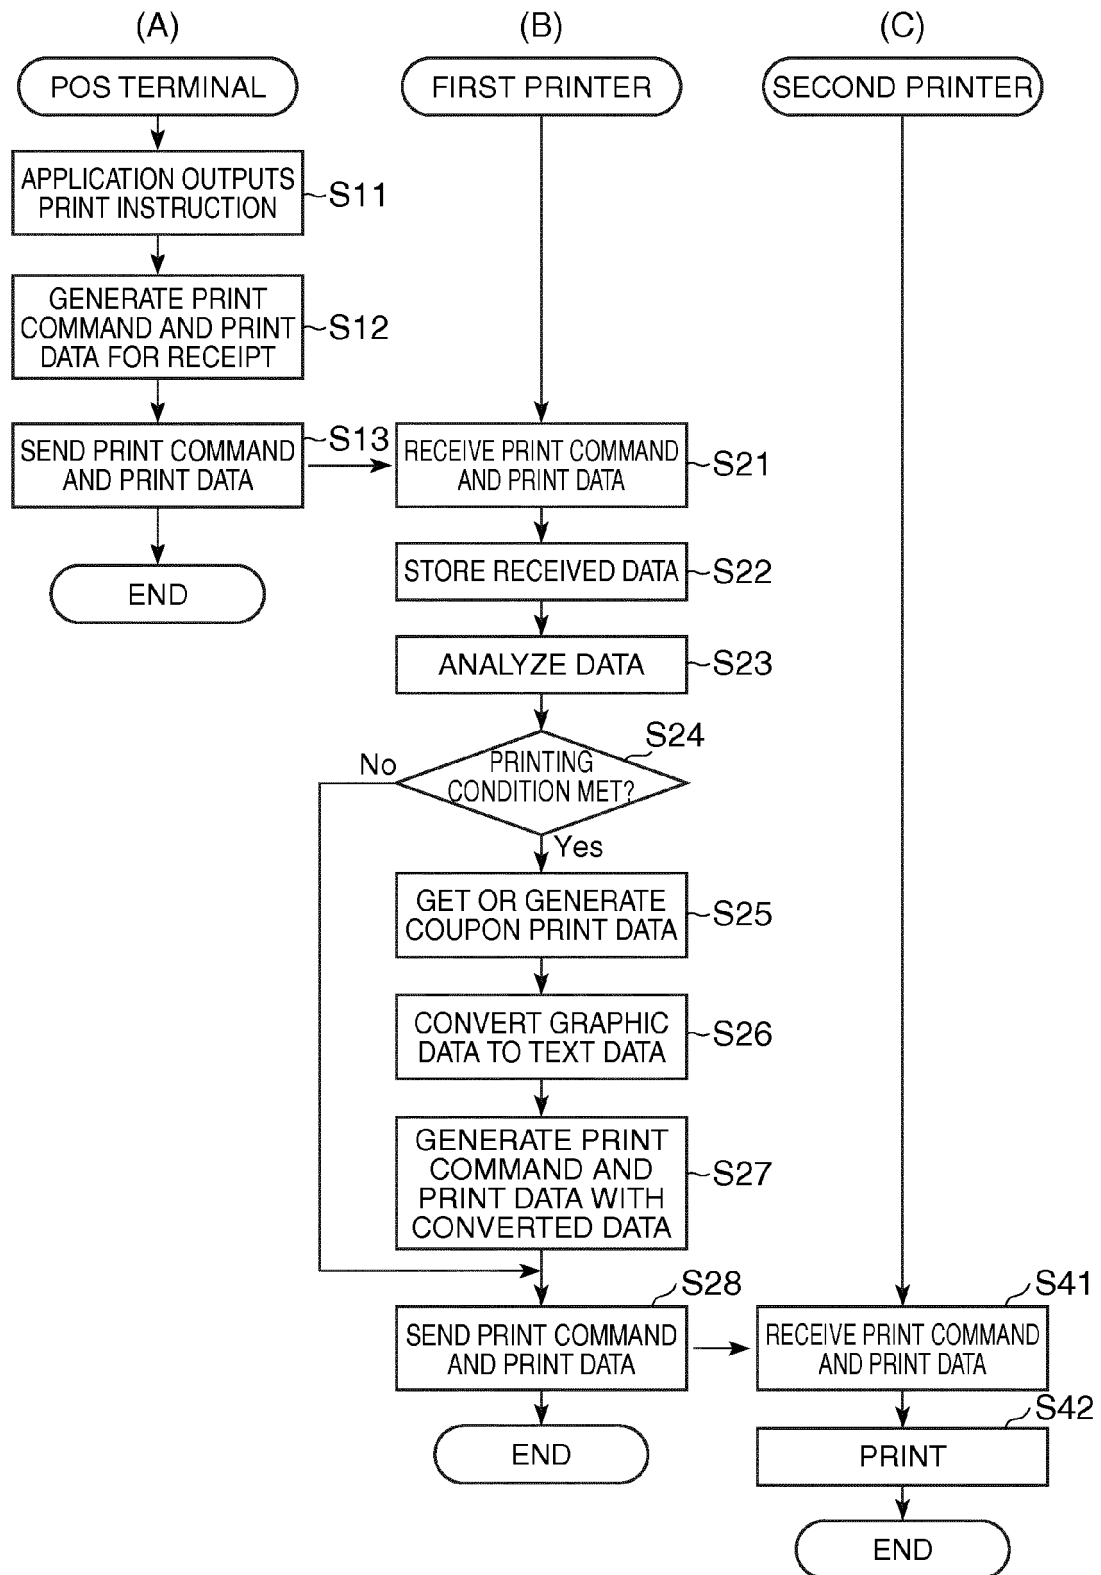 (A)
(B)
(C)
POS TERMINAL
FIRST PRINTER
SECOND PRINTER
APPLICATION OUTPUTS
PRINT INSTRUCTION
S11
GENERATE PRINT
COMMAND AND PRINT
DATA FOR RECEIPT
S12
SEND PRINT COMMAND
AND PRINT DATA
S13
END
RECEIVE PRINT COMMAND
AND PRINT DATA
S21
STORE RECEIVED DATA
S22
ANALYZE DATA
S23
PRINTING
CONDITION MET?
S24
No
Yes
GET OR GENERATE
COUPON PRINT DATA
S25
CONVERT GRAPHIC
DATA TO TEXT DATA
S26
GENERATE PRINT
COMMAND AND
PRINT DATA WITH
CONVERTED DATA
S27
SEND PRINT COMMAND
AND PRINT DATA
S28
END
RECEIVE PRINT COMMAND
AND PRINT DATA
S41
PRINT
S42
END